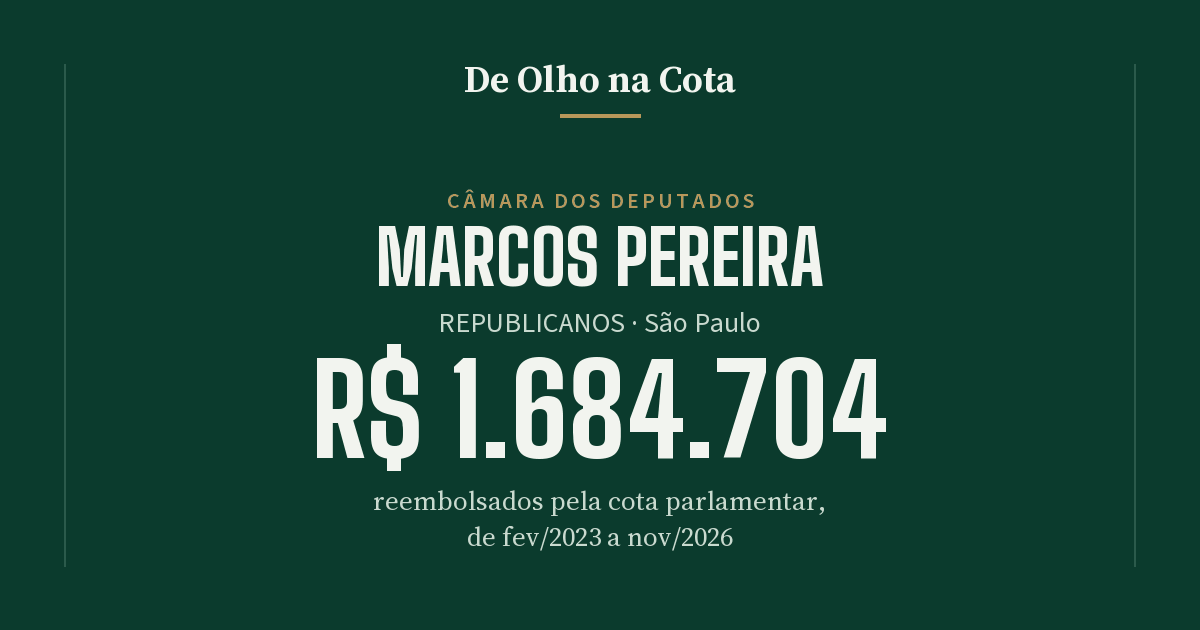 De Olho na Cota
CÂMARA DOS DEPUTADOS
MARCOS PEREIRA
REPUBLICANOS · São Paulo
R$ 1.684.704
reembolsados pela cota parlamentar,
de fev/2023 a nov/2026